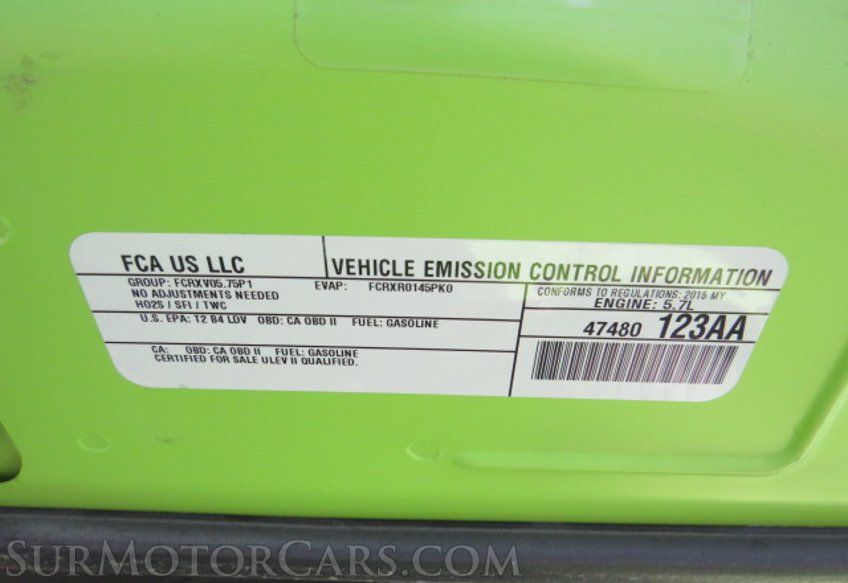 FCA US LLC
VEHICLE EMISSION CONTROL INFORMATION
GROUP: FCRXV05.75P1 EVAP: FCRXR0145PK0
NO ADJUSTMENTS NEEDED
HO2S / SFI / TWC
CONFORMS TO REGULATIONS: 2015 MY
ENGINE: 5.7L
U.S. EPA: T2 B4 LDV OBD: CA OBD II FUEL: GASOLINE
47480 123AA
CA: OBD: CA OBD II FUEL: GASOLINE
CERTIFIED FOR SALE ULEV II QUALIFIED.
SURMOTORCARS.COM